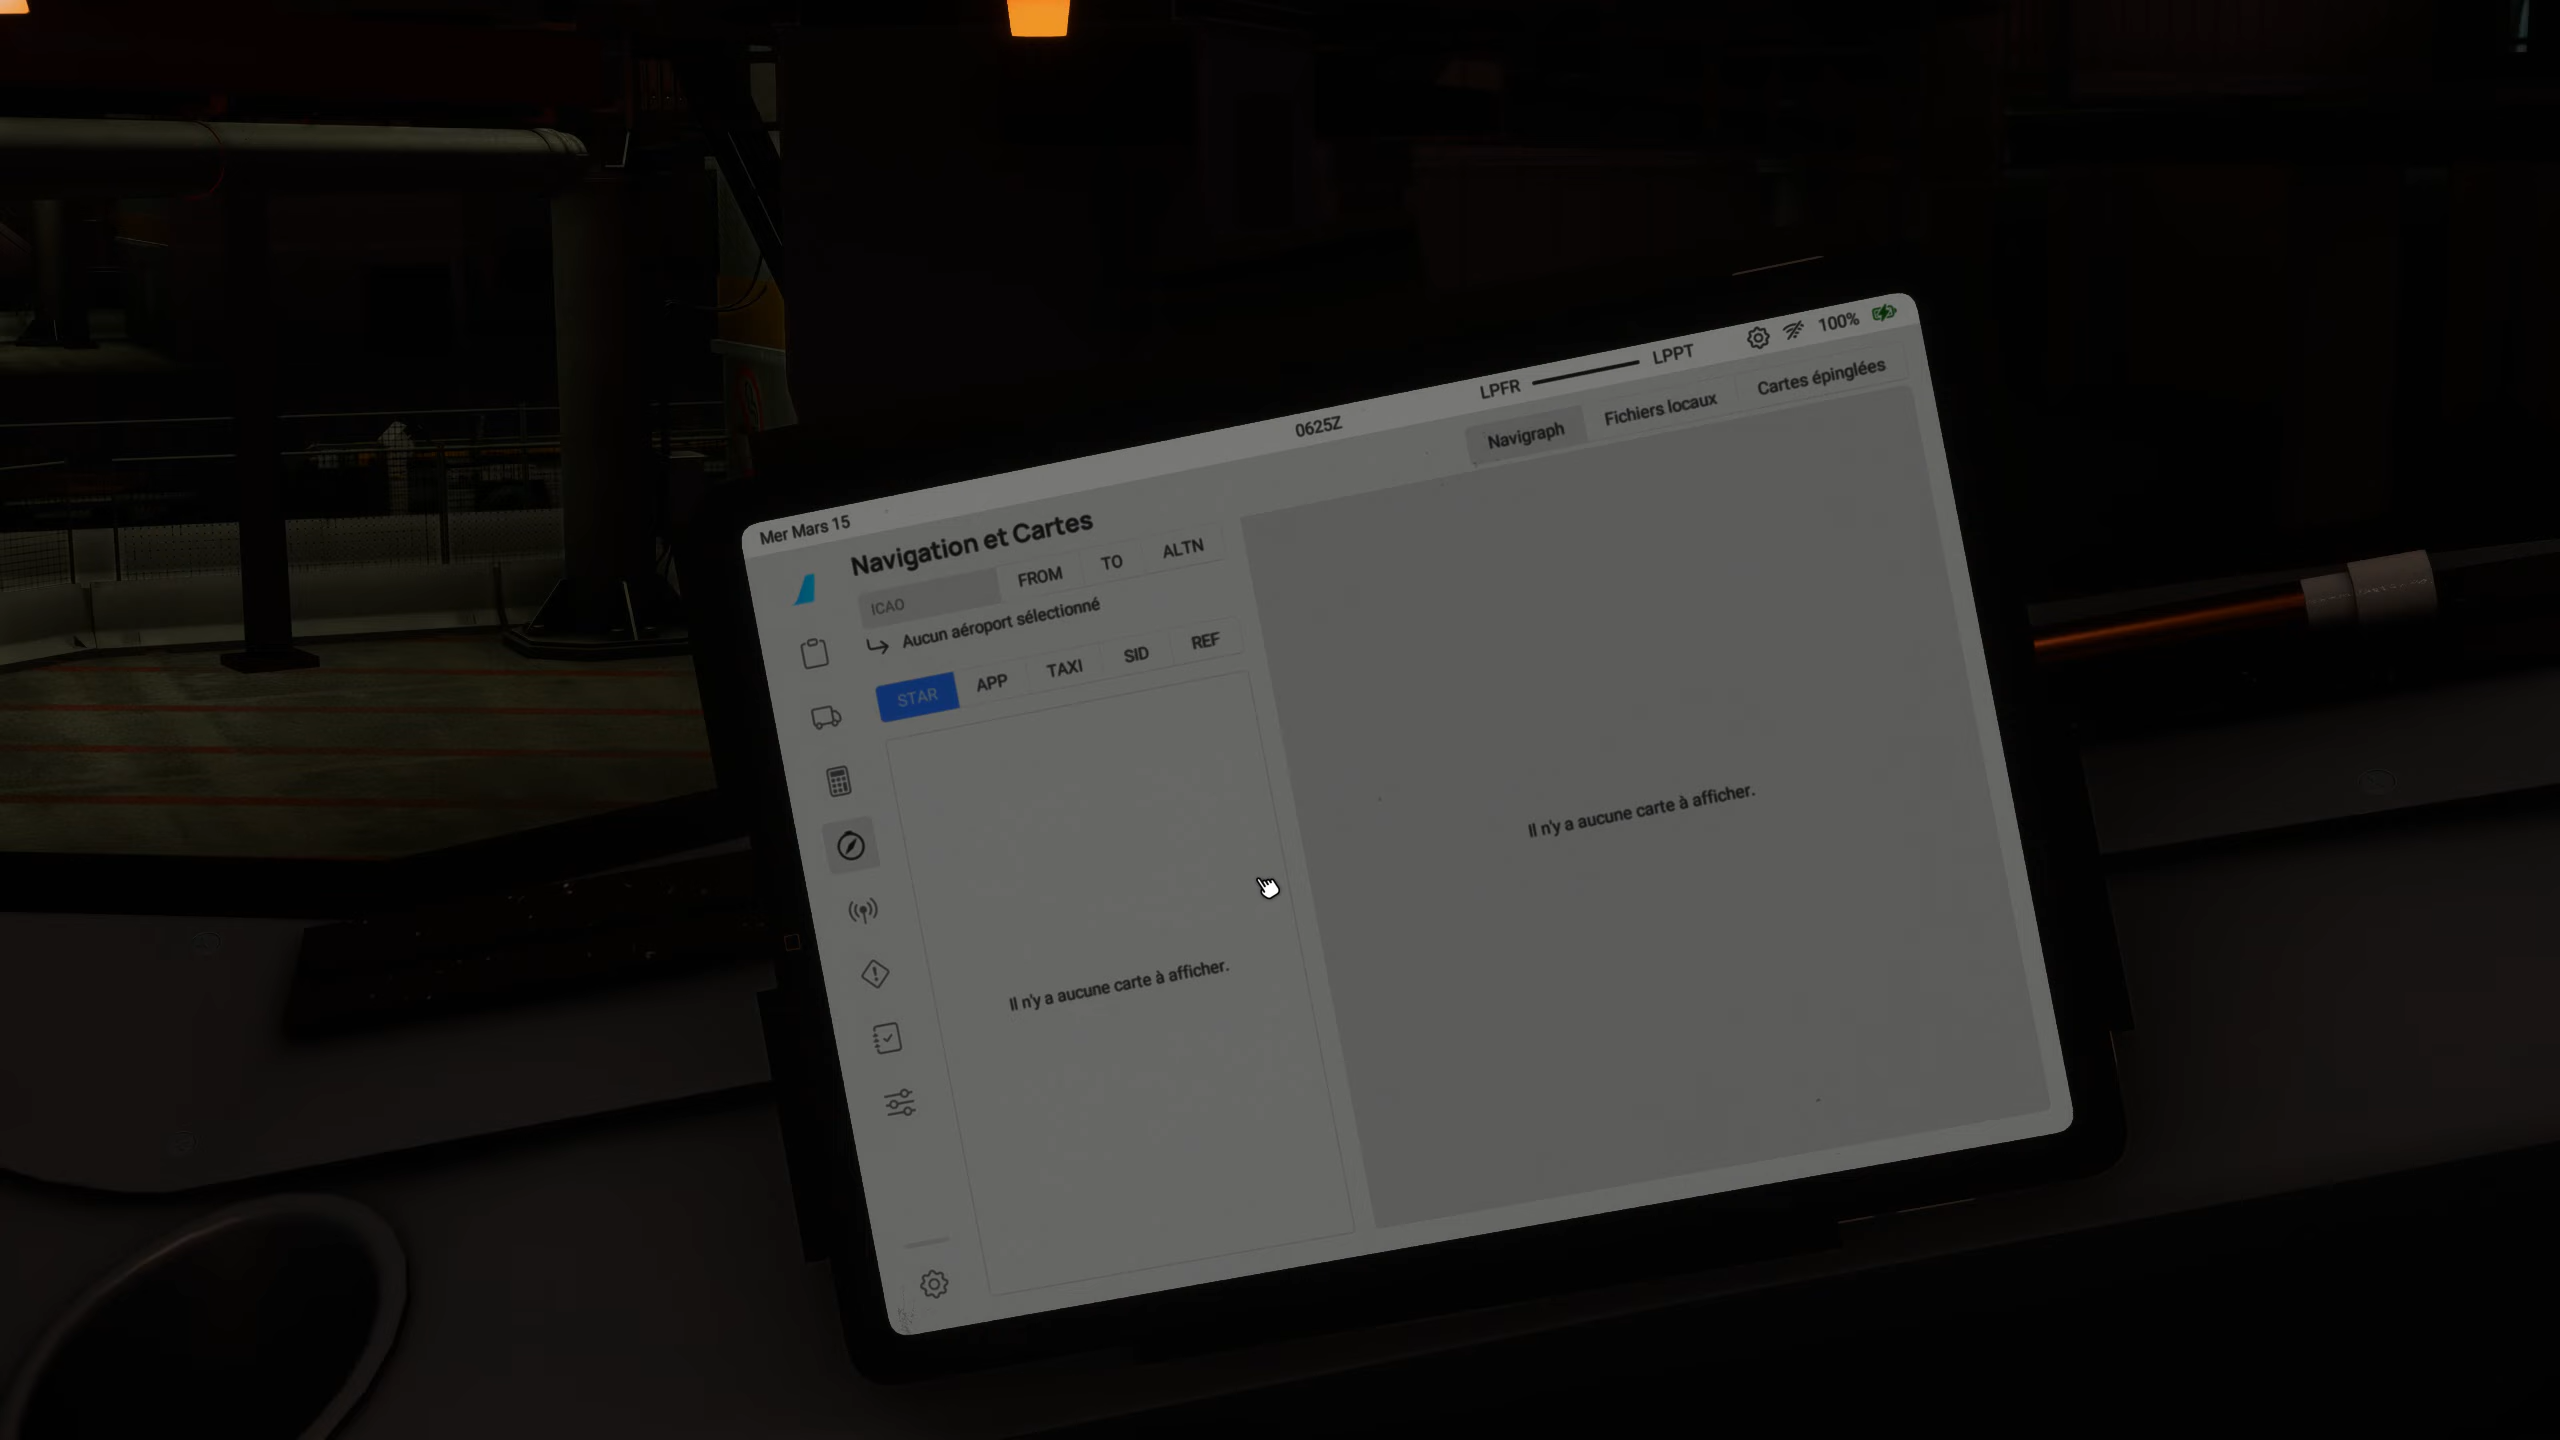 Mer Mars 15
0625Z
LPFR
LPPT
100%
Navigation et Cartes
Navigraph
Fichiers locaux
Cartes épinglées
ICAO
FROM
TO
ALTN
Aucun aéroport sélectionné
STAR
APP
TAXI
SID
REF
Il n'y a aucune carte à afficher.
Il n'y a aucune carte à afficher.